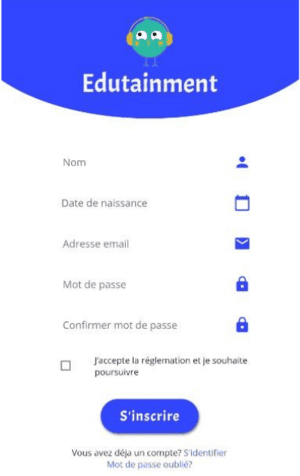 Edutainment
Nom
Date de naissance
Adresse email
Mot de passe
Confirmer mot de passe
J'accepte la réglemation et je souhaite
poursuivre
S'inscrire
Vous avez déja un compte? S'identifier
Mot de passe oublié?